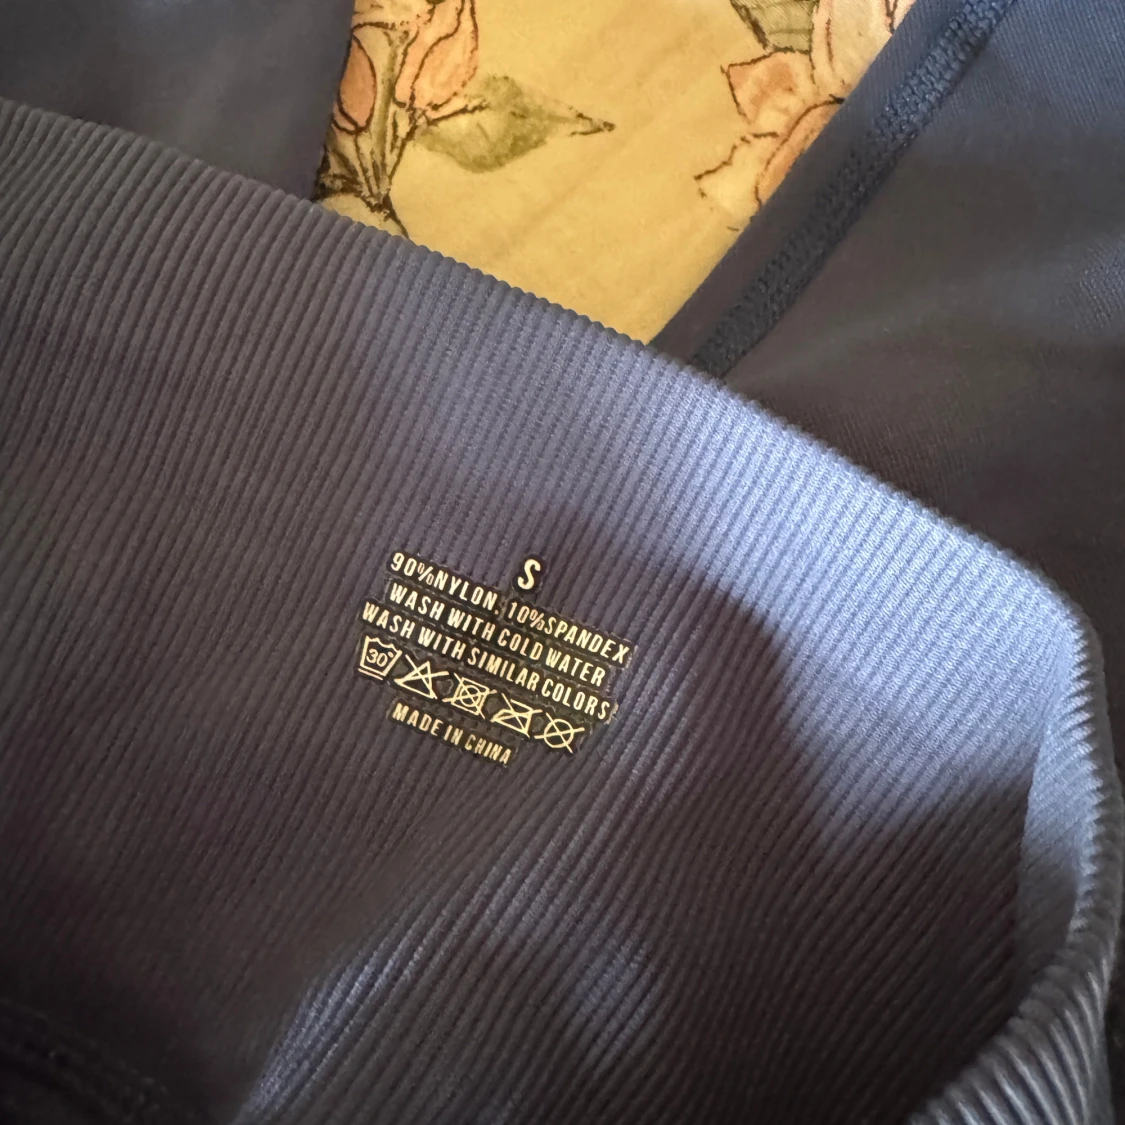 S
90%NYLON, 10%SPANDEX
WASH WITH COLD WATER
WASH WITH SIMILAR COLORS
30°
MADE IN CHINA